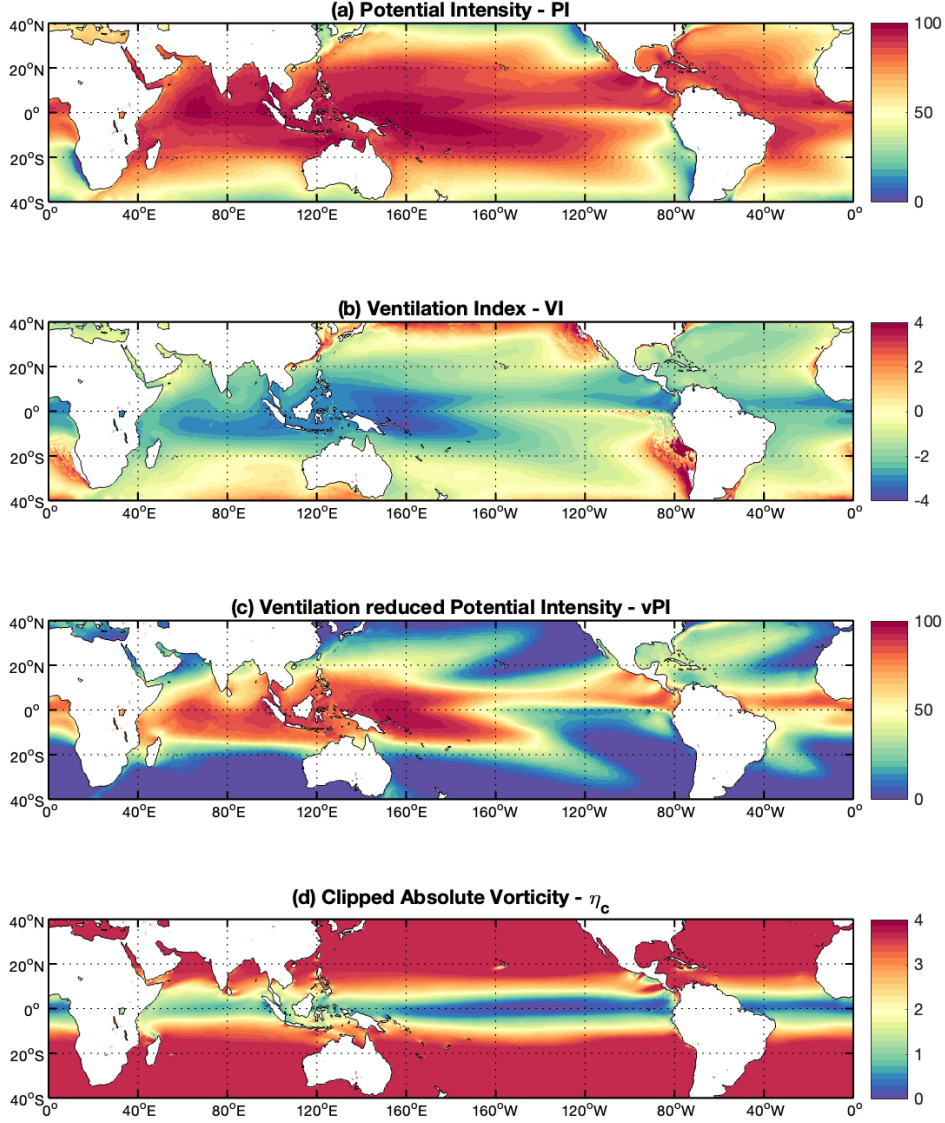 (a) Potential Intensity - PI
40°N
20°N
0°
20°S
40°S
0° 40°E 80°E 120°E 160°E 160°W 120°W 80°W 40°W 0°
100
50
0
(b) Ventilation Index - VI
40°N
20°N
0°
20°S
40°S
0° 40°E 80°E 120°E 160°E 160°W 120°W 80°W 40°W 0°
4
2
0
-2
-4
(c) Ventilation reduced Potential Intensity - vPI
40°N
20°N
0°
20°S
40°S
0° 40°E 80°E 120°E 160°E 160°W 120°W 80°W 40°W 0°
100
50
0
(d) Clipped Absolute Vorticity - η_c
40°N
20°N
0°
20°S
40°S
0° 40°E 80°E 120°E 160°E 160°W 120°W 80°W 40°W 0°
4
3
2
1
0